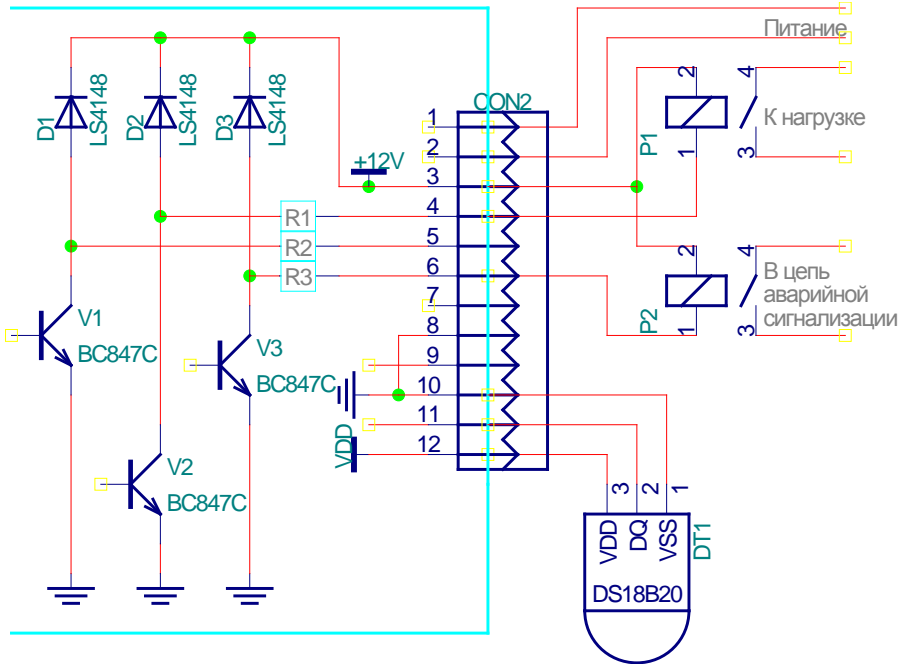 Питание
CON2
D1
LS4148
D2
LS4148
D3
LS4148
+12V
1
2
3
4
5
6
7
8
9
10
11
12
R1
R2
R3
P1
2
1
4
3
К нагрузке
P2
2
1
4
3
В цепь
аварийной
сигнализации
V1
BC847C
V3
BC847C
V2
BC847C
VDD
3
2
1
VDD
DQ
VSS
DT1
DS18B20